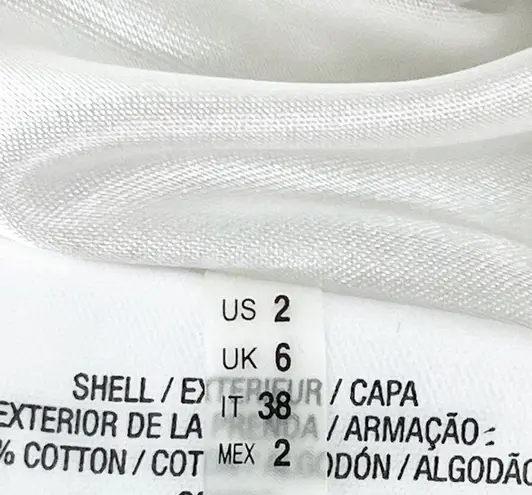 US 2
UK 6
IT 38
MEX 2
SHELL / EXTERIEUR / CAPA
EXTERIOR DE LA PRENDA / ARMAÇÃO:
% COTTON / COT ODÓN / ALGODÃO